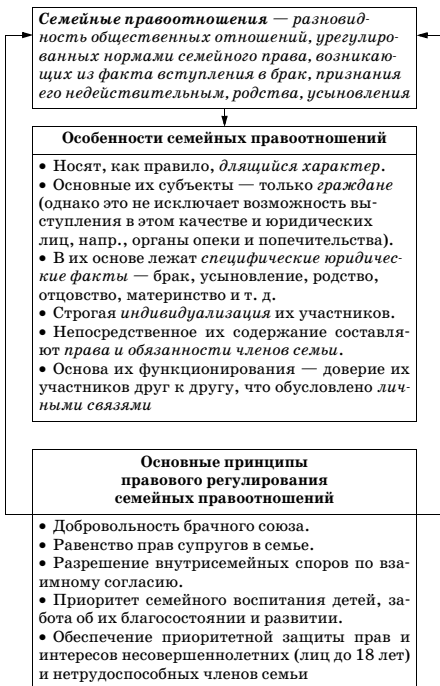 Семейные правоотношения — разновид-
ность общественных отношений, урегулиро-
ванных нормами семейного права, возникаю-
щих из факта вступления в брак, признания
его недействительным, родства, усыновления
Особенности семейных правоотношений
• Носят, как правило, длящийся характер.
• Основные их субъекты — только граждане
(однако это не исключает возможность вы-
ступления в этом качестве и юридических
лиц, напр., органы опеки и попечительства).
• В их основе лежат специфические юридичес-
кие факты — брак, усыновление, родство,
отцовство, материнство и т. д.
• Строгая индивидуализация их участников.
• Непосредственное их содержание составля-
ют права и обязанности членов семьи.
• Основа их функционирования — доверие их
участников друг к другу, что обусловлено лич-
ными связями
Основные принципы
правового регулирования
семейных правоотношений
• Добровольность брачного союза.
• Равенство прав супругов в семье.
• Разрешение внутрисемейных споров по вза-
имному согласию.
• Приоритет семейного воспитания детей, за-
бота об их благосостоянии и развитии.
• Обеспечение приоритетной защиты прав и
интересов несовершеннолетних (лиц до 18 лет)
и нетрудоспособных членов семьи